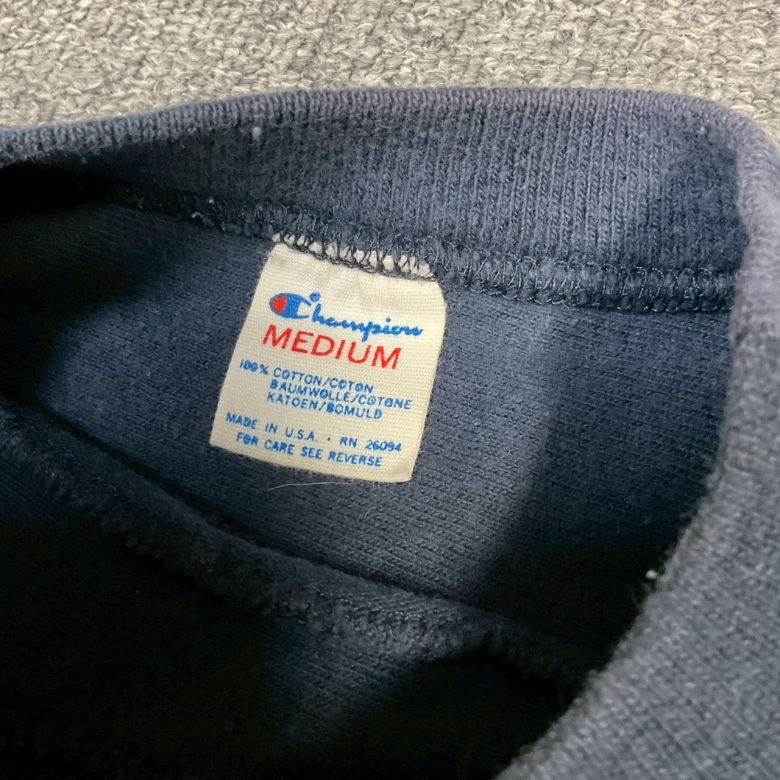 Champion
MEDIUM
100% COTTON/COTON
BAUMWOLLE/COTONE
KATOEN/BOMULD
MADE IN U.S.A. • RN 26094
FOR CARE SEE REVERSE